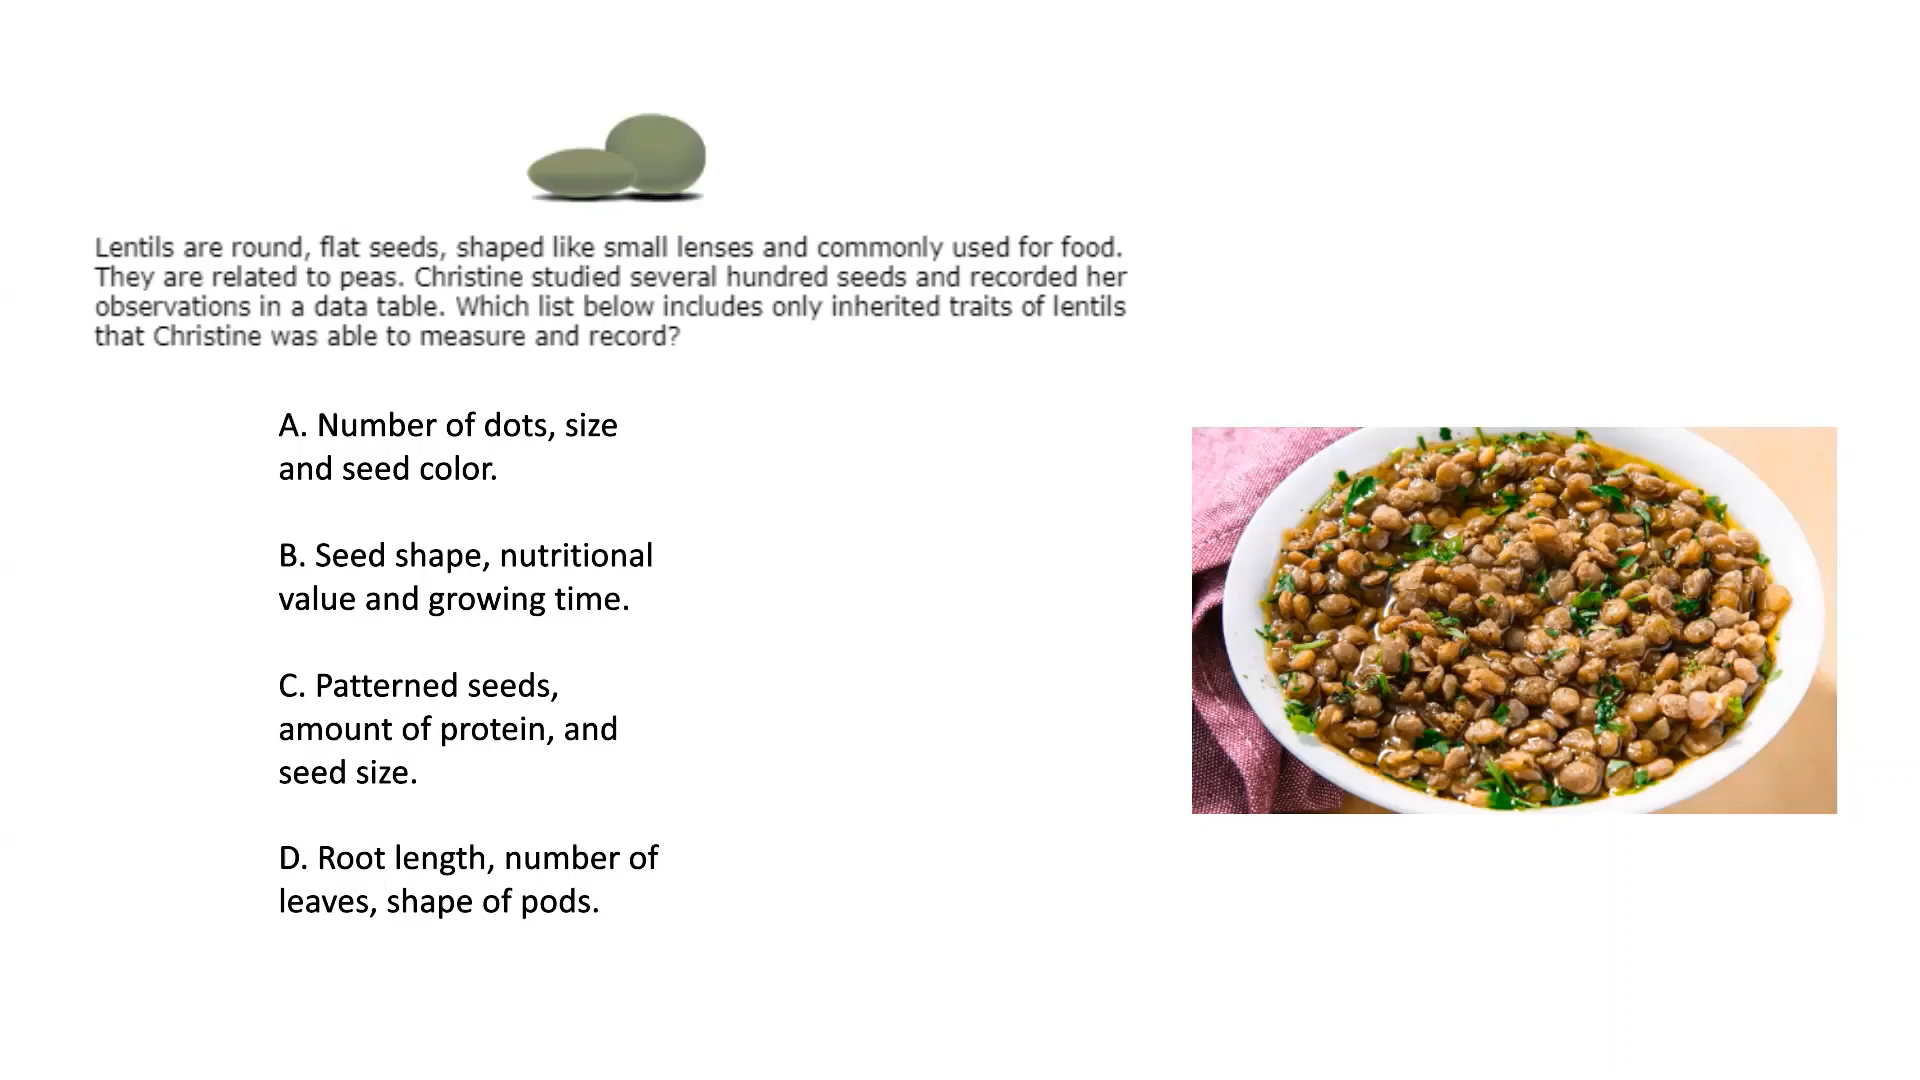 Lentils are round, flat seeds, shaped like small lenses and commonly used for food.
They are related to peas. Christine studied several hundred seeds and recorded her
observations in a data table. Which list below includes only inherited traits of lentils
that Christine was able to measure and record?
A. Number of dots, size
and seed color.
B. Seed shape, nutritional
value and growing time.
C. Patterned seeds,
amount of protein, and
seed size.
D. Root length, number of
leaves, shape of pods.